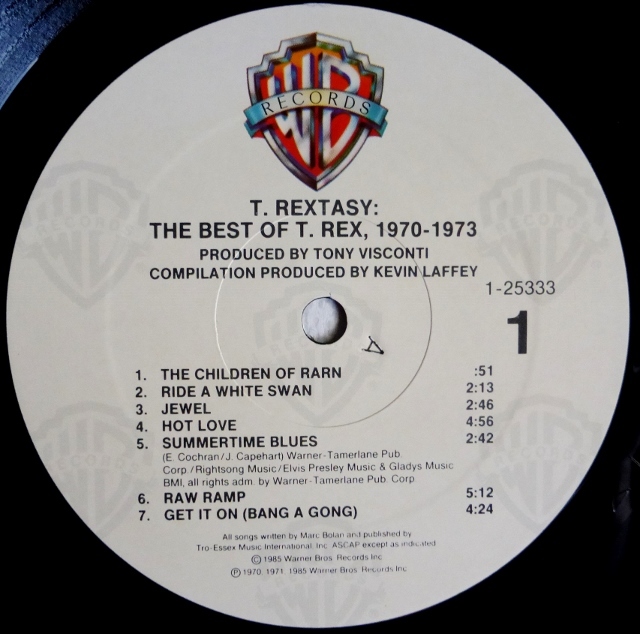 WB
RECORDS
T. REXTASY:
THE BEST OF T. REX, 1970-1973
PRODUCED BY TONY VISCONTI
COMPILATION PRODUCED BY KEVIN LAFFEY
1-25333
1
A
1. THE CHILDREN OF RARN :51
2. RIDE A WHITE SWAN 2:13
3. JEWEL 2:46
4. HOT LOVE 4:56
5. SUMMERTIME BLUES 2:42
(E. Cochran/J. Capehart) Warner-Tamerlane Pub.
Corp./Rightsong Music/Elvis Presley Music & Gladys Music
BMI, all rights adm. by Warner-Tamerlane Pub. Corp.
6. RAW RAMP 5:12
7. GET IT ON (BANG A GONG) 4:24
All songs written by Marc Bolan and published by
Tro-Essex Music International, Inc. ASCAP except as indicated
©1985 Warner Bros. Records Inc.
℗ 1970, 1971, 1985 Warner Bros. Records Inc.